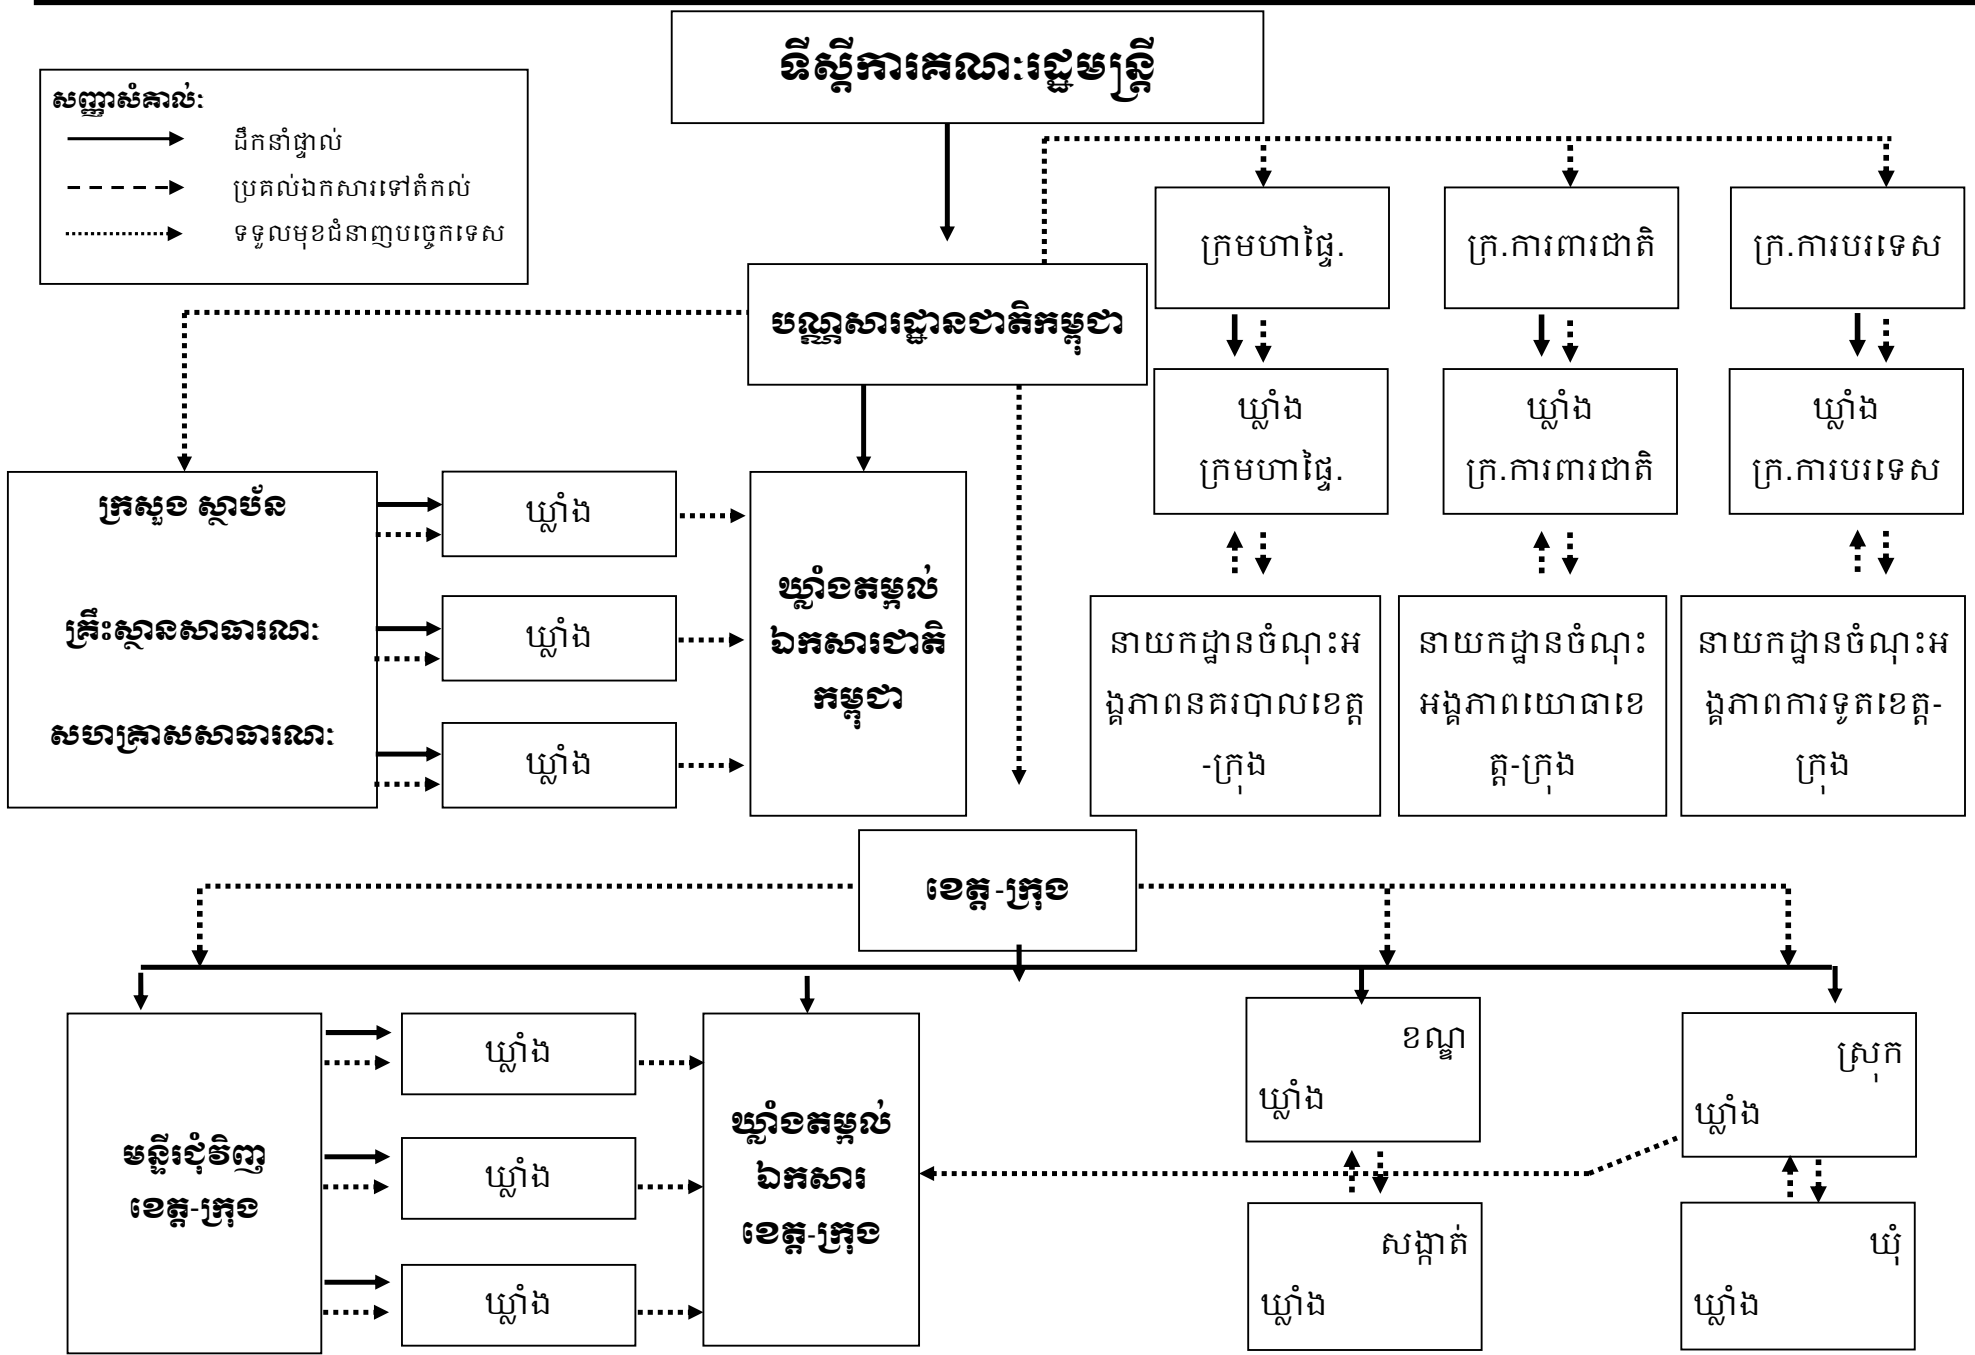 ទីស្តីការគណៈរដ្ឋមន្ត្រី
សញ្ញាសំគាល់:
ដឹកនាំផ្ទាល់
ប្រគល់ឯកសារទៅតំកល់
ទទួលមុខជំនាញបច្ចេកទេស
ក្រមហាផ្ទៃ.
ក្រ.ការពារជាតិ
ក្រ.ការបរទេស
បណ្ណសារដ្ឋានជាតិកម្ពុជា
ឃ្លាំង
ក្រមហាផ្ទៃ.
ឃ្លាំង
ក្រ.ការពារជាតិ
ឃ្លាំង
ក្រ.ការបរទេស
ក្រសួង ស្ថាប័ន
គ្រឹះស្ថានសាធារណៈ
សហគ្រាសសាធារណៈ
ឃ្លាំង
ឃ្លាំង
ឃ្លាំង
ឃ្លាំងតម្កល់
ឯកសារជាតិ
កម្ពុជា
នាយកដ្ឋានចំណុះអ
ង្គភាពនគរបាលខេត្ត
-ក្រុង
នាយកដ្ឋានចំណុះ
អង្គភាពយោធាខេ
ត្ត-ក្រុង
នាយកដ្ឋានចំណុះអ
ង្គភាពការទូតខេត្ត-
ក្រុង
ខេត្ត-ក្រុង
មន្ទីរជុំវិញ
ខេត្ត-ក្រុង
ឃ្លាំង
ឃ្លាំង
ឃ្លាំង
ឃ្លាំងតម្កល់
ឯកសារ
ខេត្ត-ក្រុង
ខណ្ឌ
ឃ្លាំង
ស្រុក
ឃ្លាំង
សង្កាត់
ឃ្លាំង
ឃុំ
ឃ្លាំង